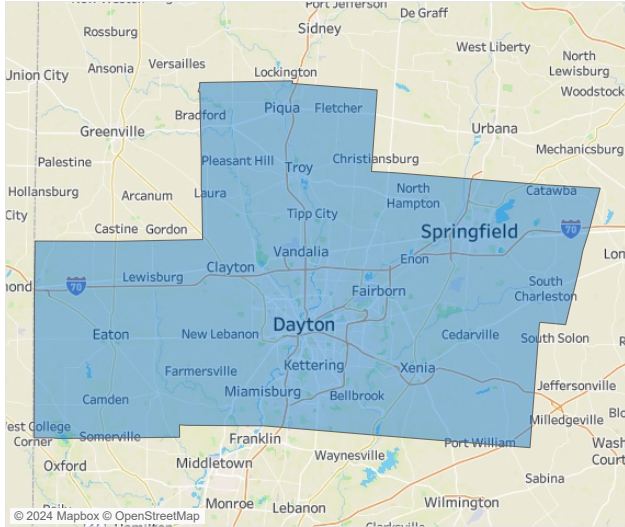 Port Jefferson
De Graff
Rossburg
Sidney
West Liberty
Ansonia
Versailles
North
Lewisburg
Union City
Lockington
Woodstock
Bradford
Piqua
Fletcher
Greenville
Urbana
Mechanicsburg
Palestine
Pleasant Hill
Troy
Christiansburg
Hollansburg
Arcanum
Laura
North
Hampton
Catawba
City
Tipp City
Castine
Gordon
Springfield
70
Vandalia
Enon
Clayton
Lewisburg
70
Fairborn
South
Charleston
Dayton
Eaton
New Lebanon
Cedarville
South Solon
Farmersville
Kettering
Xenia
Jeffersonville
Camden
Miamisburg
Bellbrook
Milledgeville
West College
Corner
Somerville
Franklin
Port William
Wash
Court
Oxford
Middletown
Waynesville
Sabina
Monroe
Lebanon
Wilmington
© 2024 Mapbox © OpenStreetMap